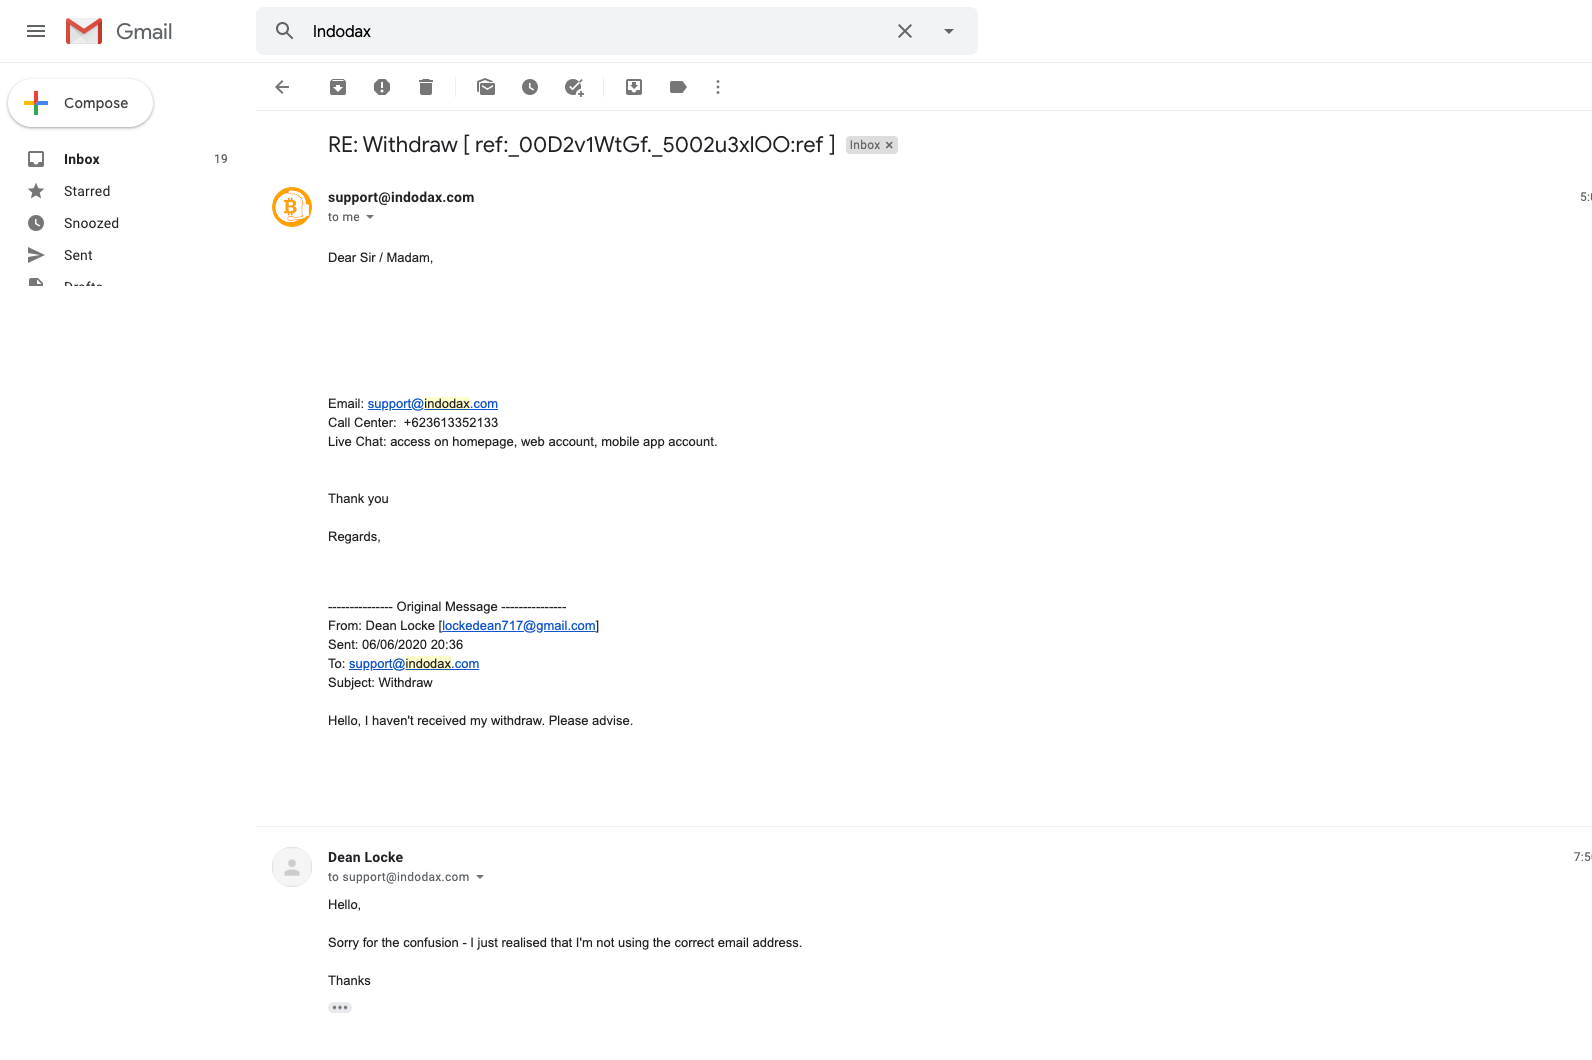 Gmail
Indodax
Compose
Inbox 19
Starred
Snoozed
Sent
RE: Withdraw [ ref:_00D2v1WtGf._5002u3xlOO:ref ] Inbox ×
support@indodax.com 5:
to me
Dear Sir / Madam,
Email: support@indodax.com
Call Center: +623613352133
Live Chat: access on homepage, web account, mobile app account.
Thank you
Regards,
--------------- Original Message ---------------
From: Dean Locke [lockedean717@gmail.com]
Sent: 06/06/2020 20:36
To: support@indodax.com
Subject: Withdraw
Hello, I haven't received my withdraw. Please advise.
Dean Locke 7:5
to support@indodax.com
Hello,
Sorry for the confusion - I just realised that I'm not using the correct email address.
Thanks